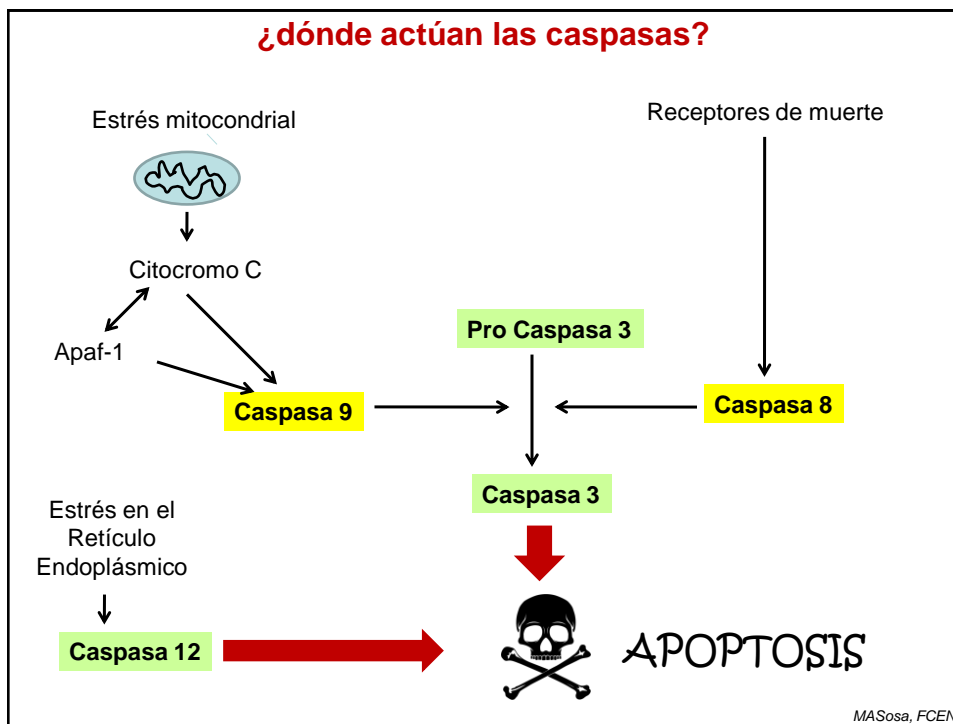 ¿dónde actúan las caspasas?
Estrés mitocondrial
Receptores de muerte
Citocromo C
Apaf-1
Pro Caspasa 3
Caspasa 9
Caspasa 8
Caspasa 3
Estrés en el
Retículo
Endoplásmico
Caspasa 12
APOPTOSIS
MASosa, FCEN